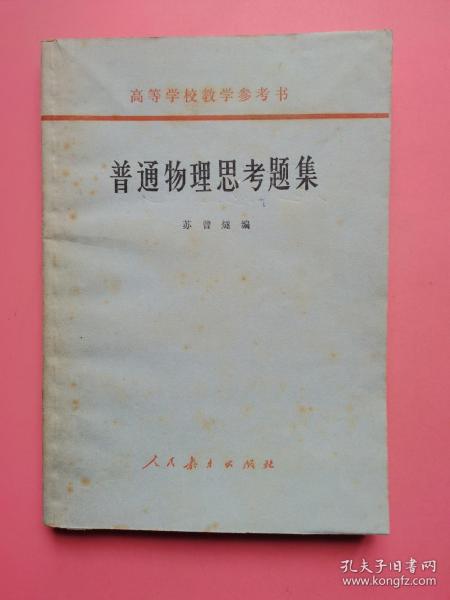 高等学校教学参考书
普通物理思考题集
苏曾燧编
人民教育出版社
孔夫子旧书网
www.kongfz.com